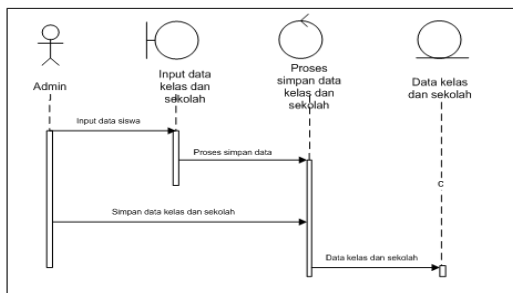 Admin
Input data
kelas dan
sekolah
Proses
simpan data
kelas dan
sekolah
Data kelas
dan sekolah
Input data siswa
Proses simpan data
C
Simpan data kelas dan sekolah
Data kelas dan sekolah